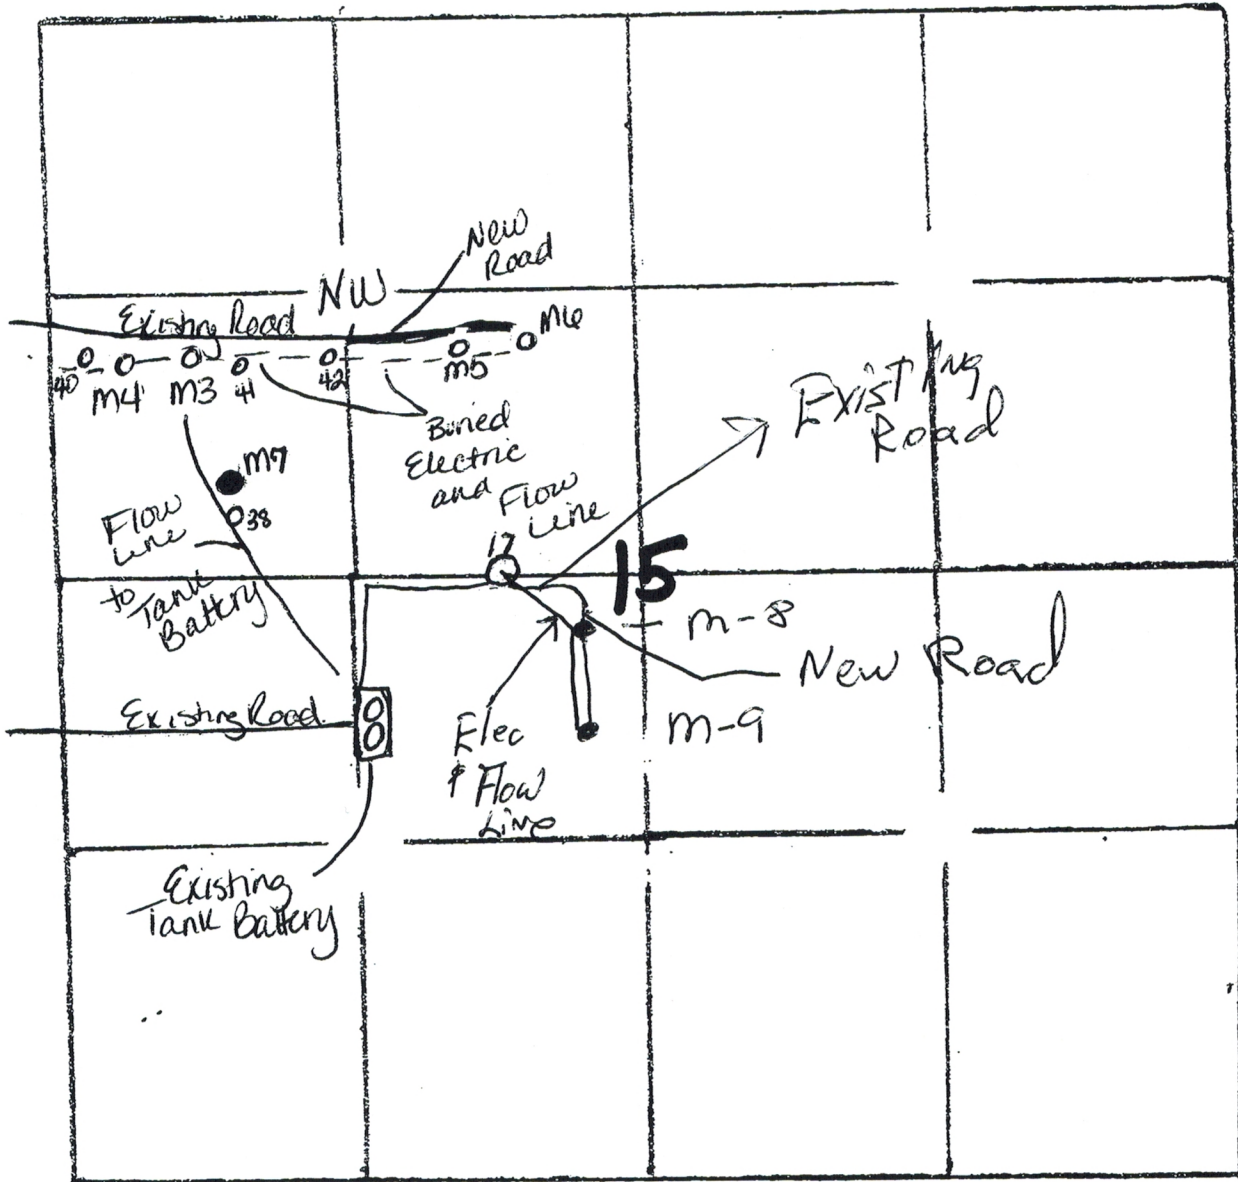 New
Road
NW
Existing Road
M6
40
M4
M3
41
42
M5
Buried
Electric
and
Flow
Line
Existing
Road
M7
38
Flow
Line
to
Tank
Battery
17
15
M-8
New Road
Existing Road
M-9
Elec
& Flow
Line
Existing
Tank Battery